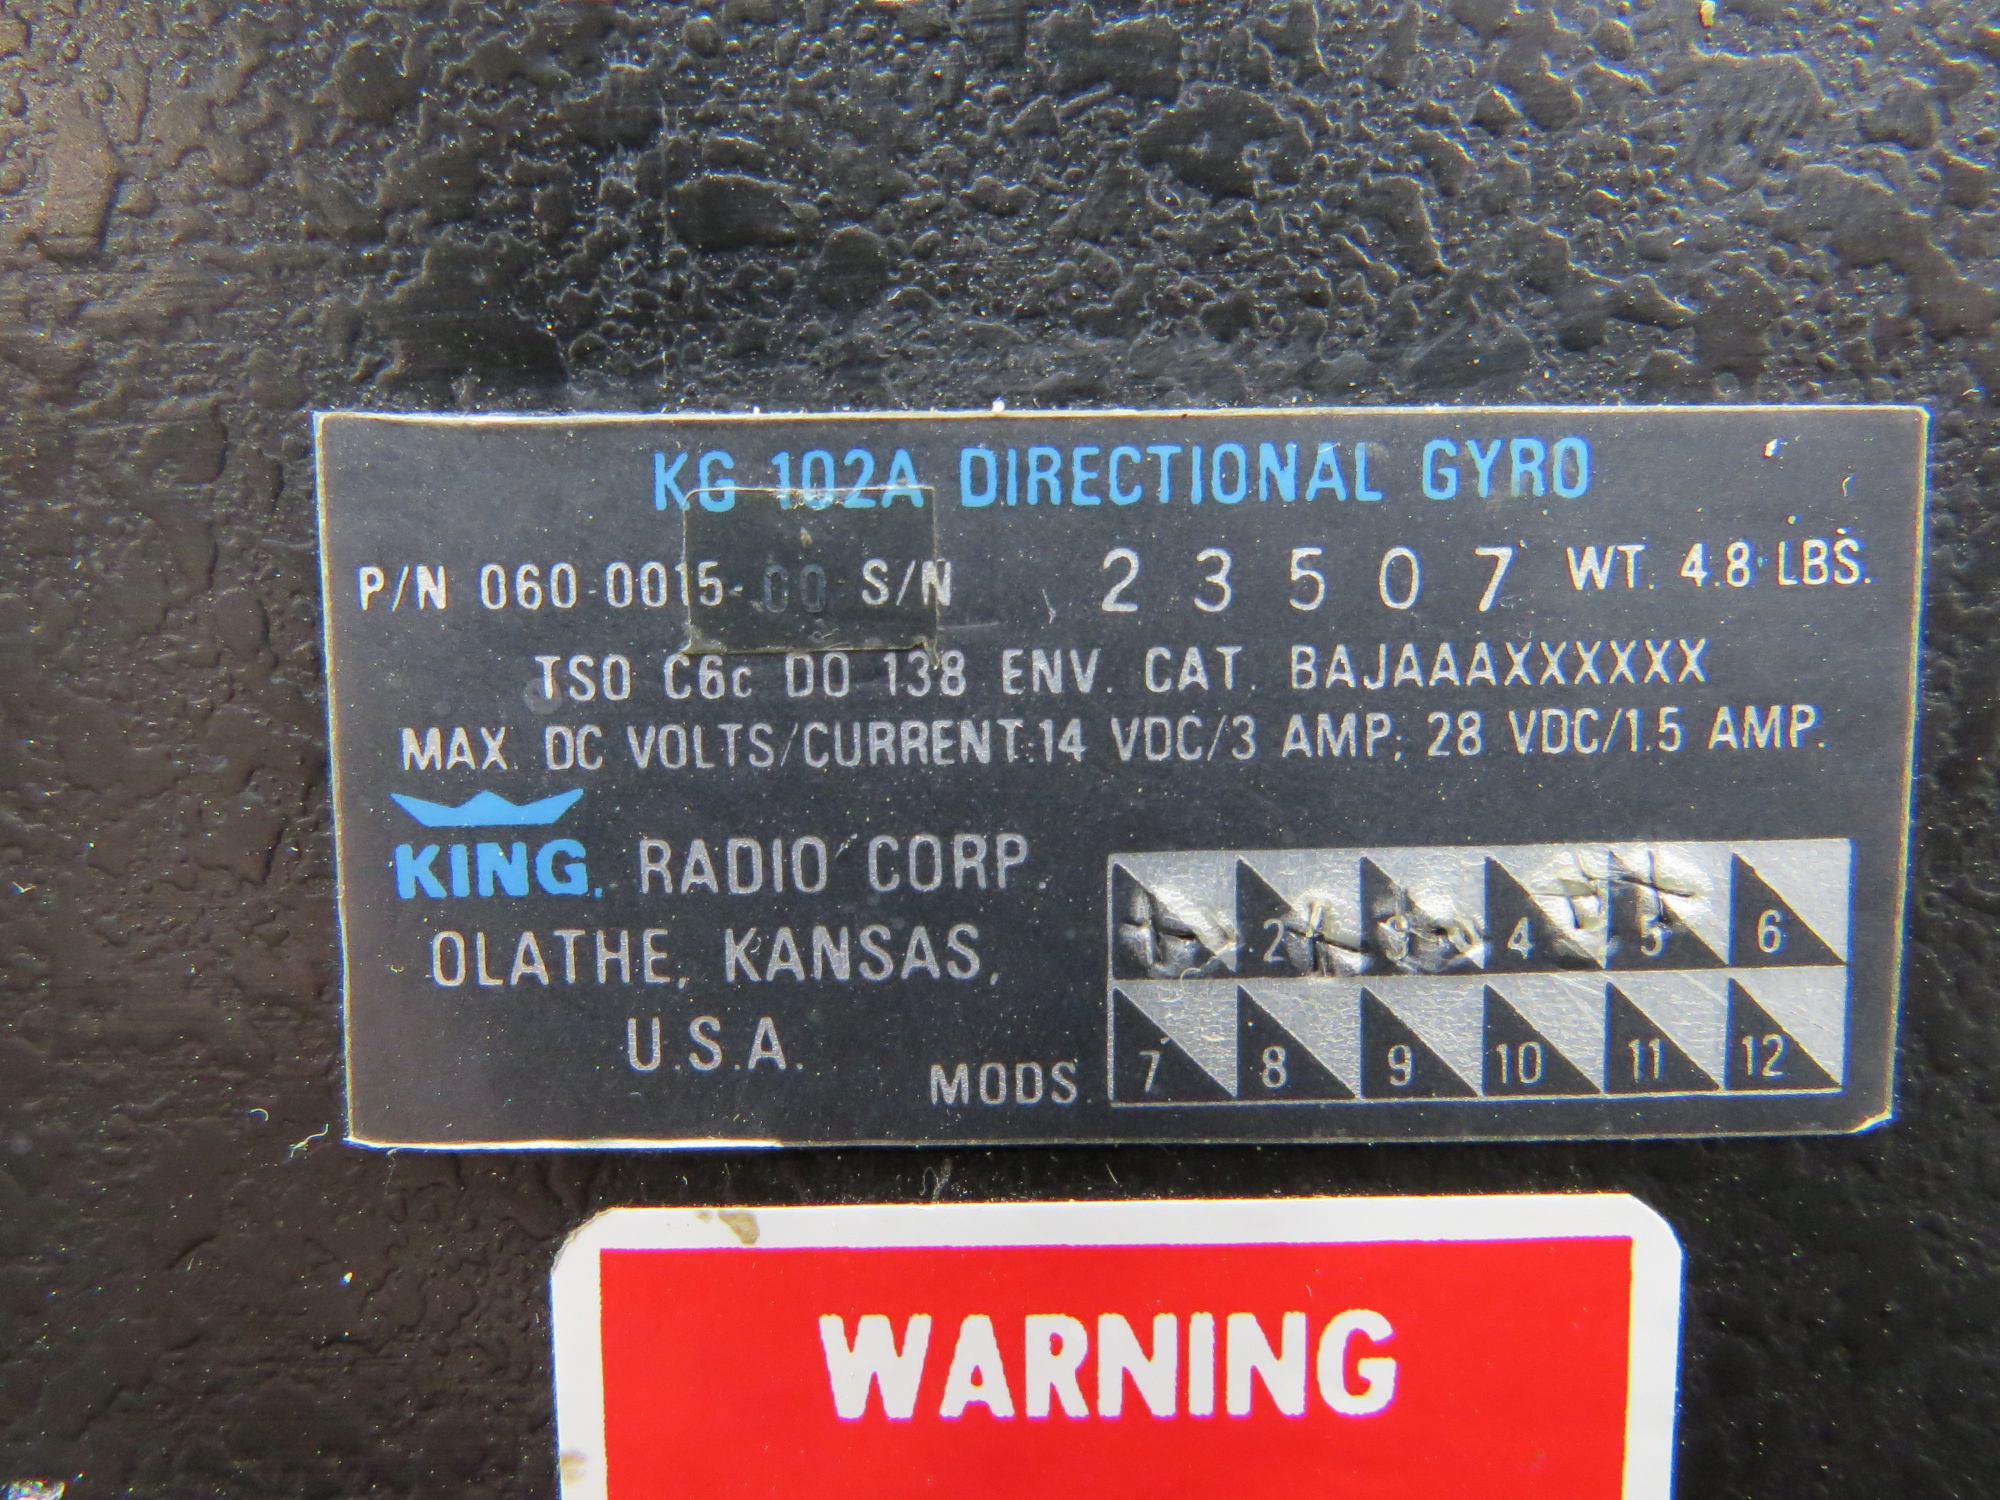 KG 102A DIRECTIONAL GYRO
P/N 060-0015-00 S/N 23507 WT. 4.8 LBS.
TSO C6c DO 138 ENV. CAT. BAJAAAXXXXXX
MAX. DC VOLTS/CURRENT:14 VDC/3 AMP; 28 VDC/1.5 AMP.
KING RADIO CORP.
OLATHE, KANSAS,
U.S.A.
MODS
2 3 4 5 6
7 8 9 10 11 12
WARNING